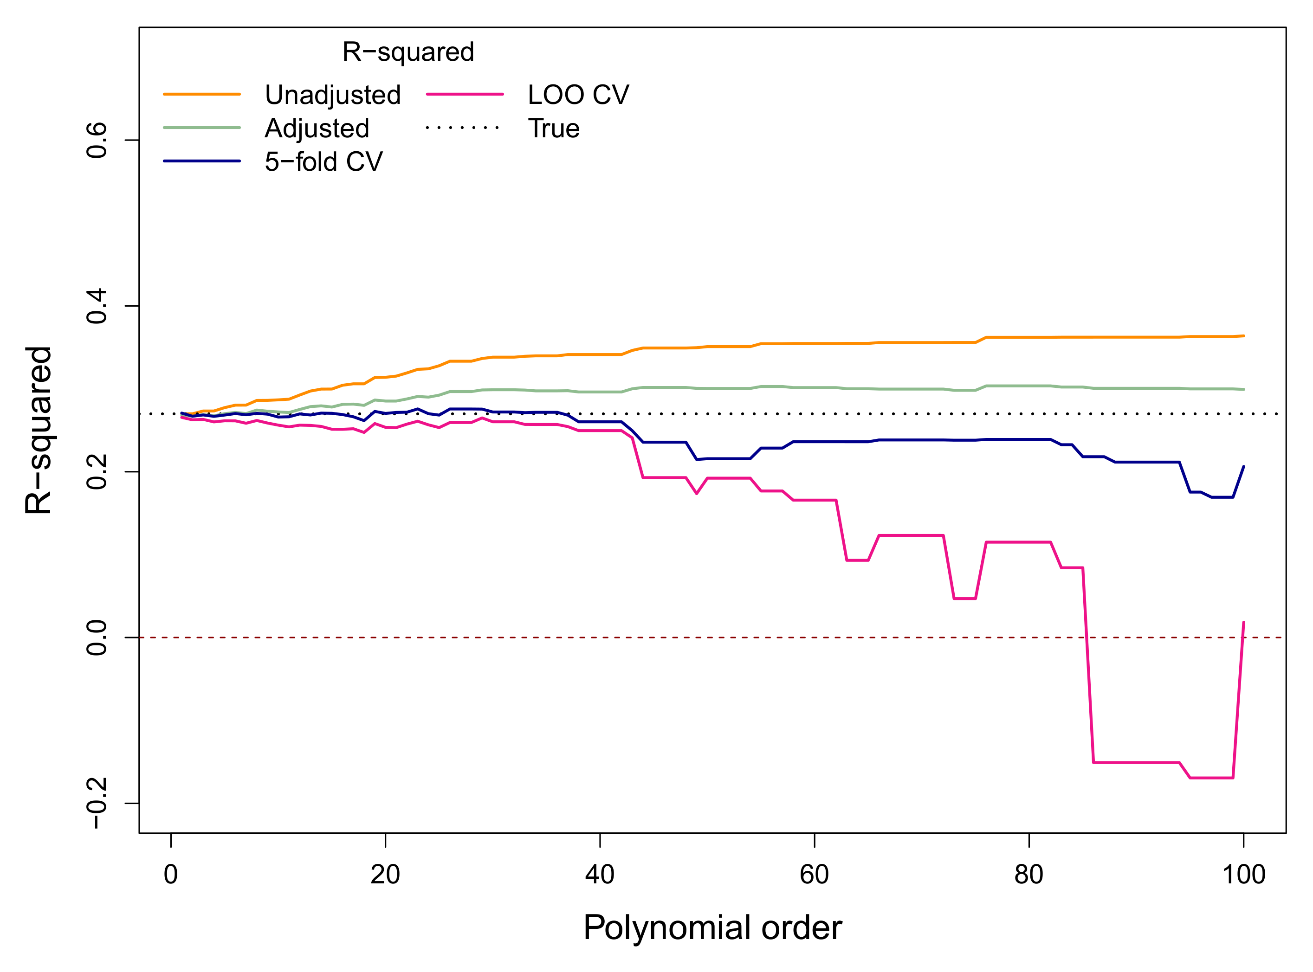 R−squared
Unadjusted
Adjusted
5−fold CV
LOO CV
True
R−squared
0.6
0.4
0.2
0.0
−0.2
0 20 40 60 80 100
Polynomial order